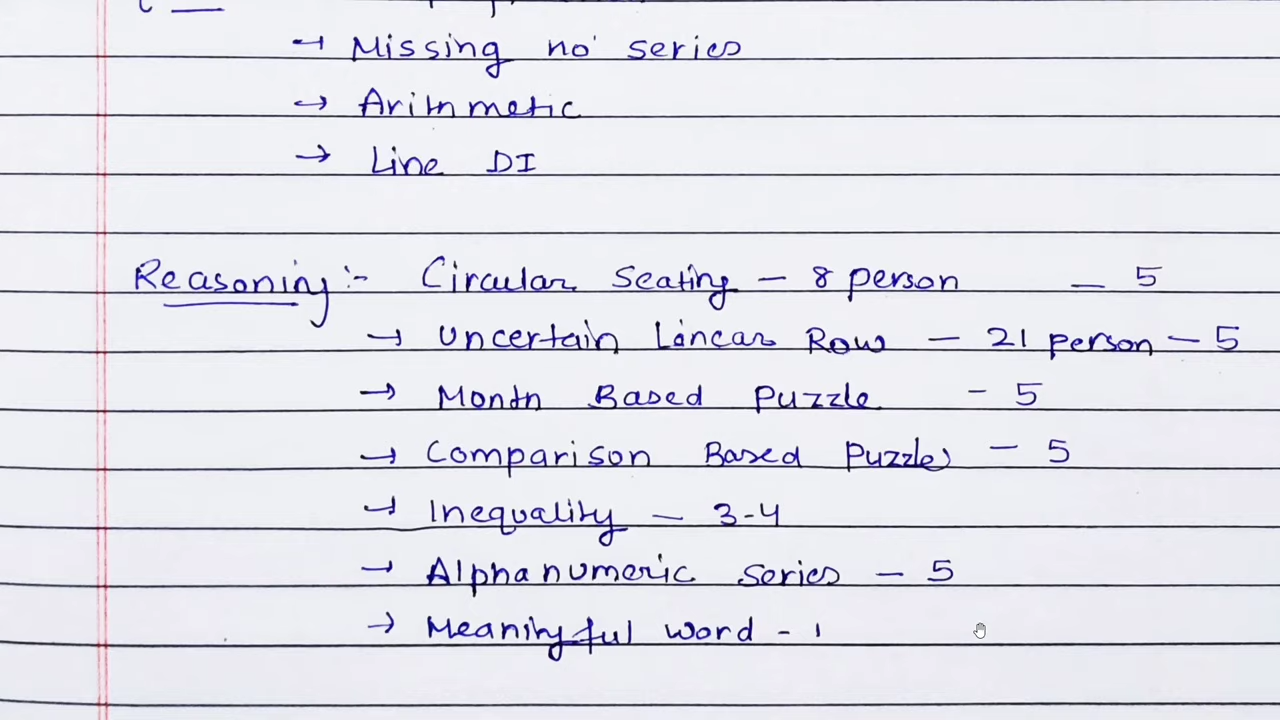 → Missing no' series
→ Arithmetic
→ Line DI
Reasoning :- Circular Seating - 8 person - 5
→ Uncertain Linear Row - 21 person - 5
→ Month Based Puzzle - 5
→ Comparison Based Puzzles - 5
→ Inequality - 3-4
→ Alphanumeric series - 5
→ Meaningful word - 1